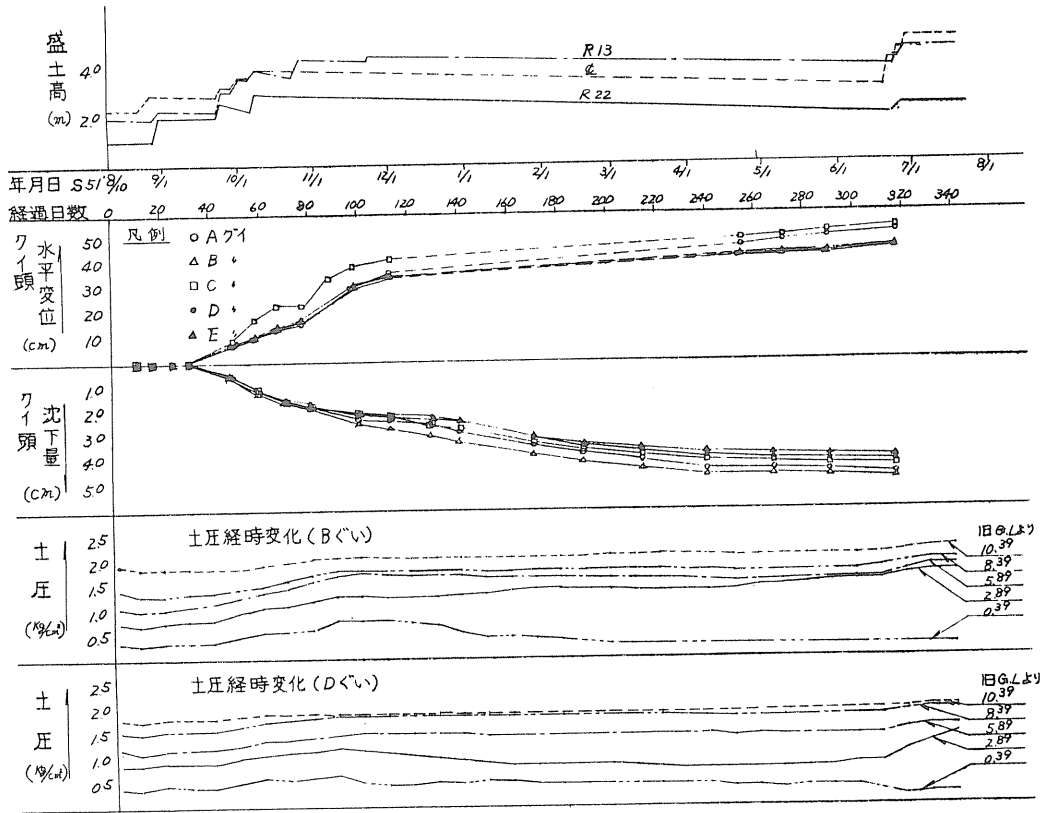 盛土高
(m)
4.0
2.0
R 13
℄
R 22
年月日 S51 8/10 9/1 10/1 11/1 12/1 1/1 2/1 3/1 4/1 5/1 6/1 7/1 8/1
経過日数 0 20 40 60 80 100 120 140 160 180 200 220 240 260 280 300 320 340
クイ頭
水平変位
(cm)
50
40
30
20
10
凡例
○ A グイ
△ B 〃
□ C 〃
○ D 〃
▲ E 〃
クイ頭
沈下量
(cm)
1.0
2.0
3.0
4.0
5.0
土圧経時変化(Bぐい)
土圧
(kg/cm²)
2.5
2.0
1.5
1.0
0.5
旧G.Lより
10.39
8.39
5.89
2.89
0.39
土圧経時変化(Dぐい)
土圧
(kg/cm²)
2.5
2.0
1.5
1.0
0.5
旧G.Lより
10.39
8.39
5.89
2.89
0.39